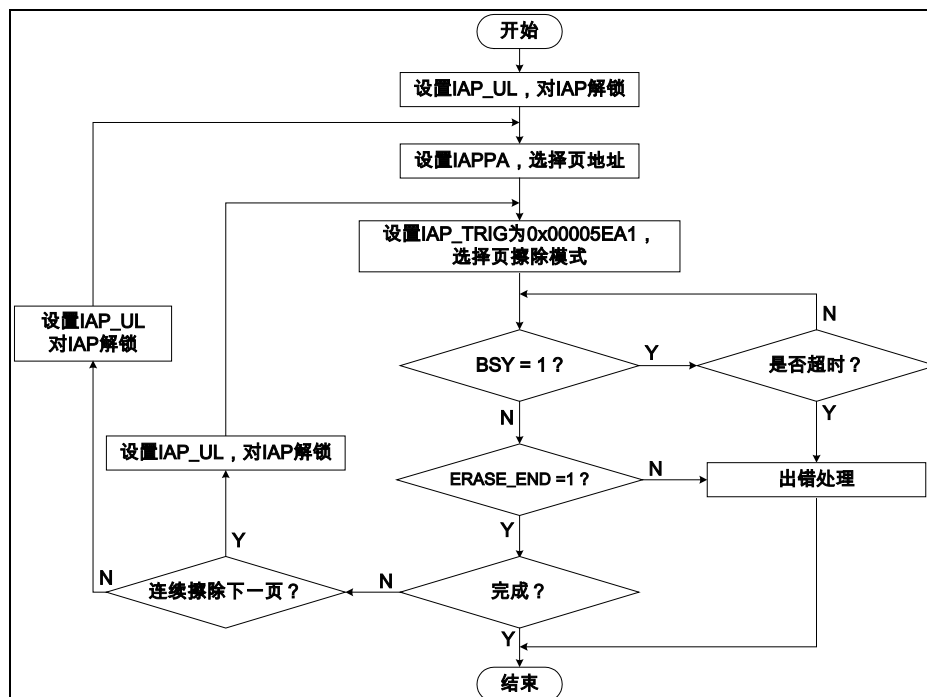 开始
设置IAP_UL，对IAP解锁
设置IAPPA，选择页地址
设置IAP_TRIG为0x00005EA1，
选择页擦除模式
N
设置IAP_UL
对IAP解锁
BSY = 1？
Y
是否超时？
N
Y
设置IAP_UL，对IAP解锁
ERASE_END =1？
N
出错处理
Y
Y
N
连续擦除下一页？
N
完成？
Y
结束